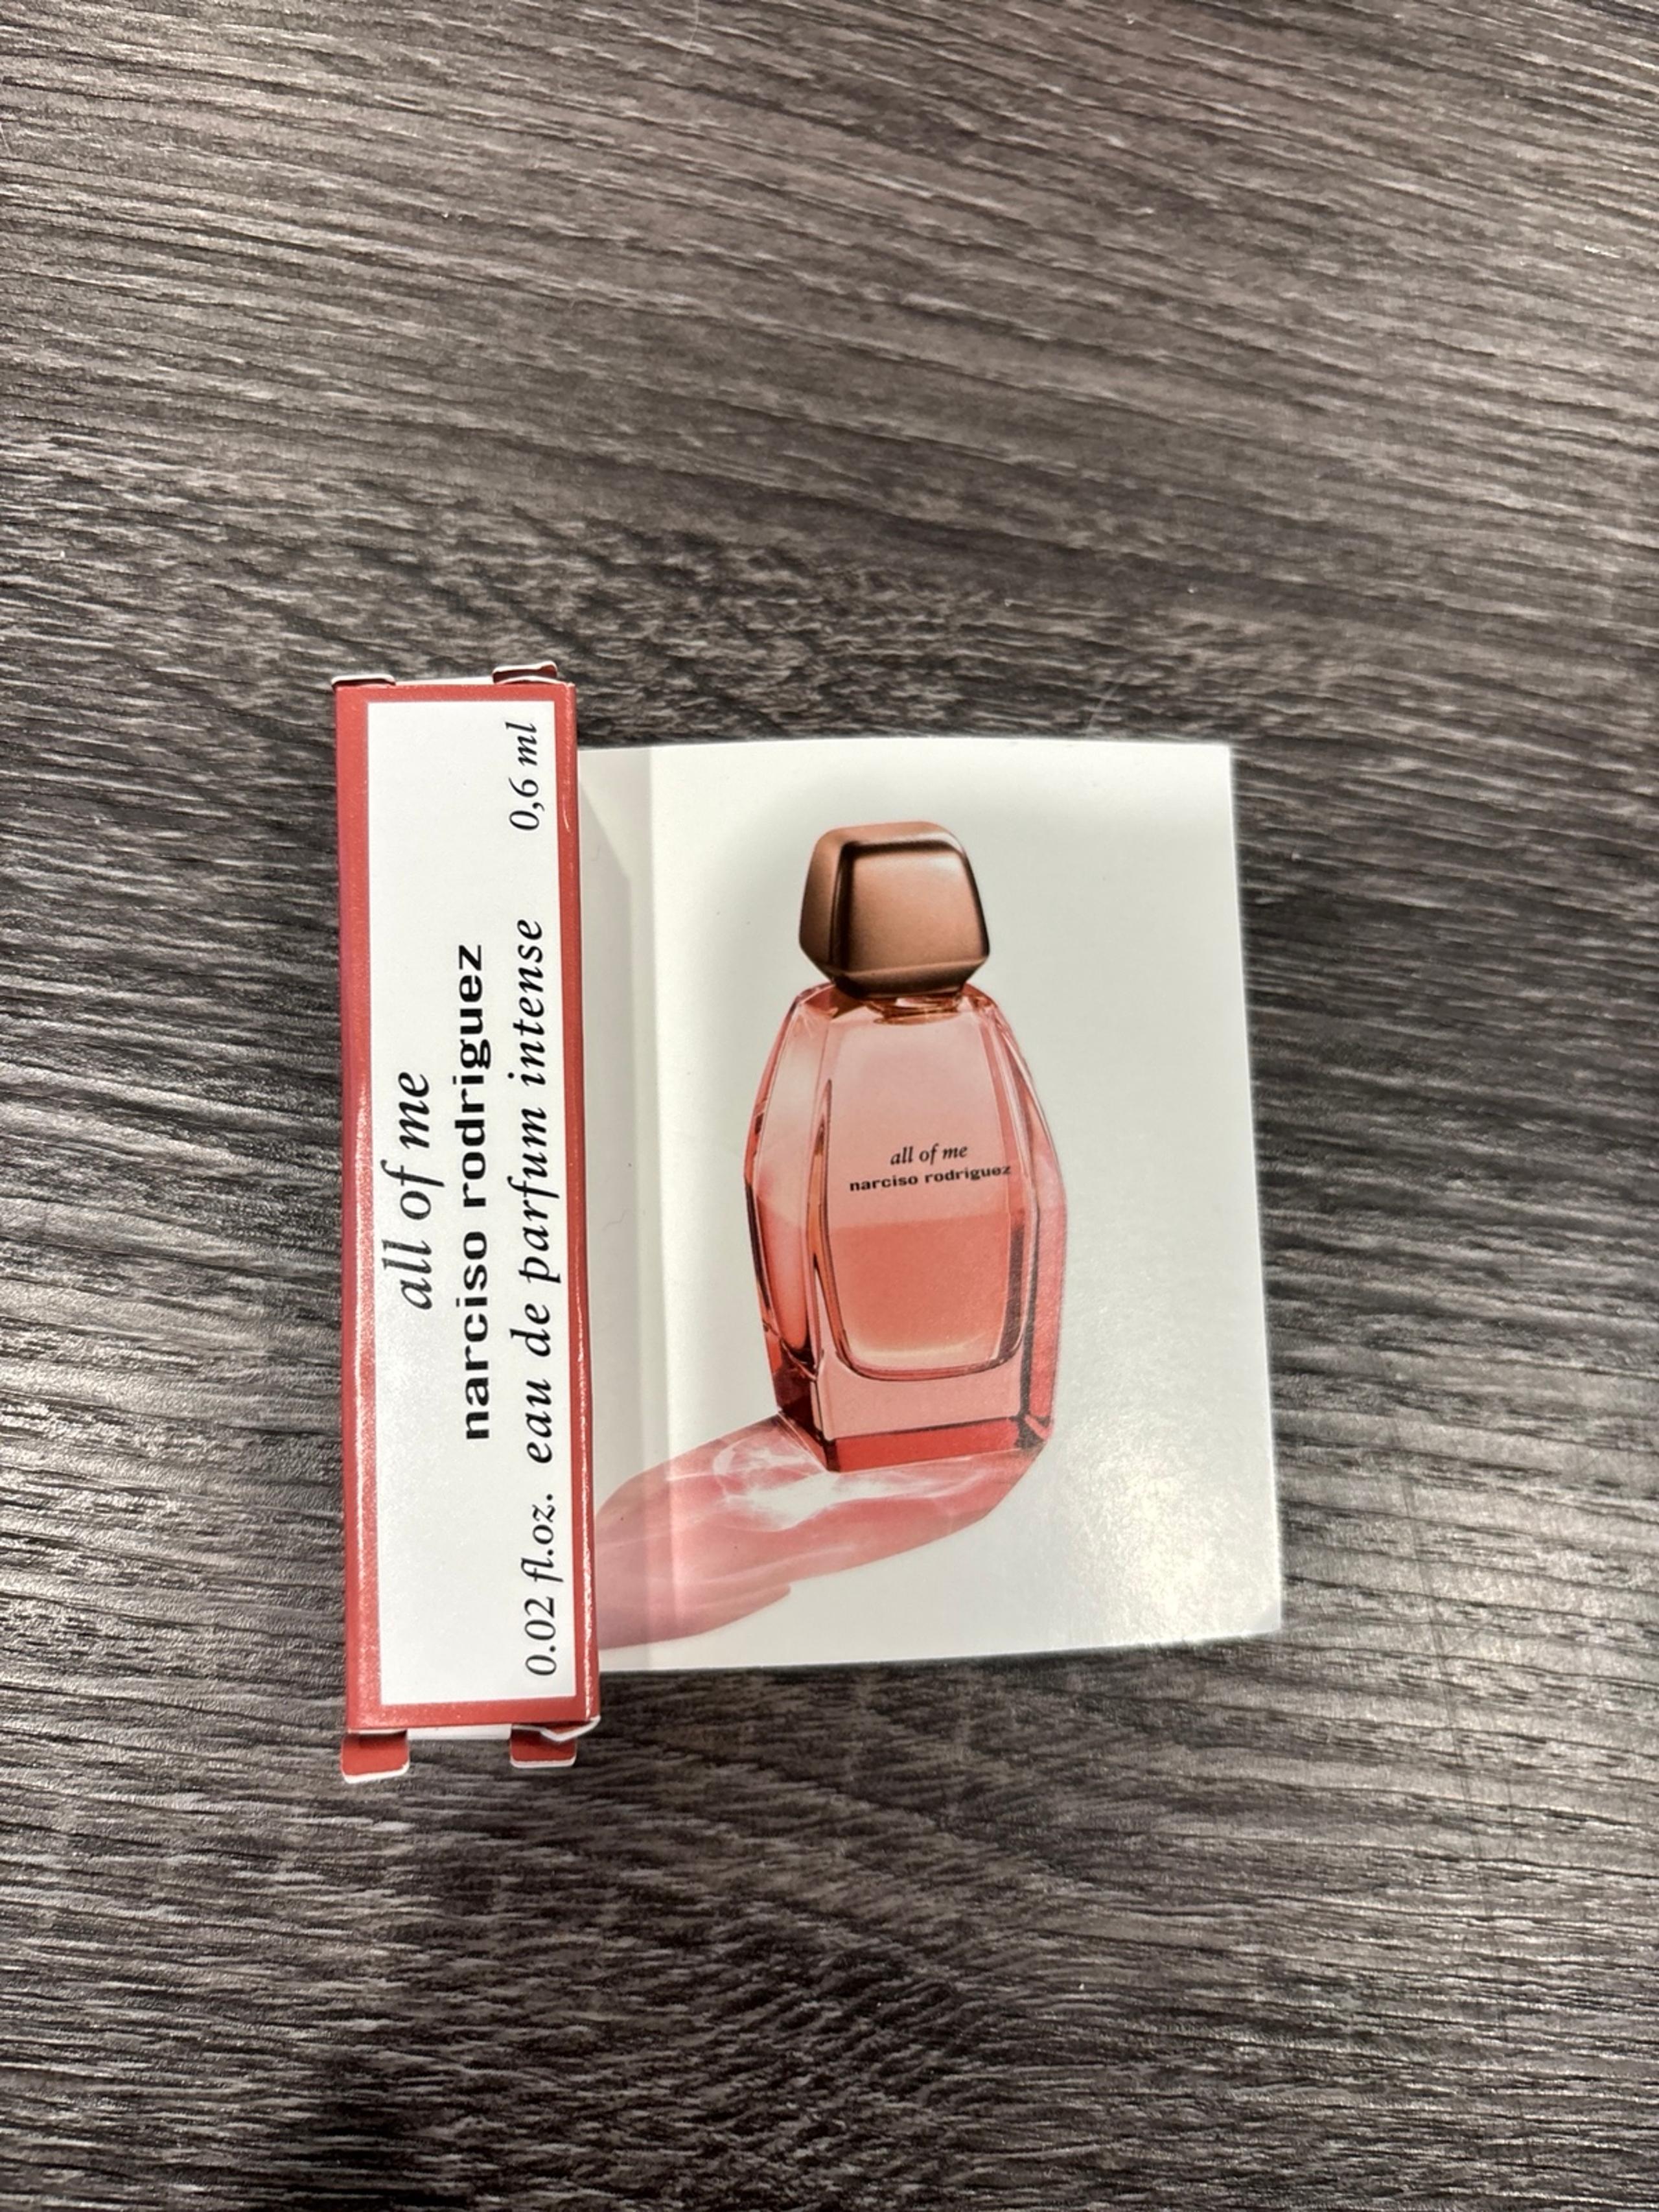 all of me
narciso rodriguez
0.02 fl.oz. eau de parfum intense 0,6 ml
all of me
narciso rodriguez